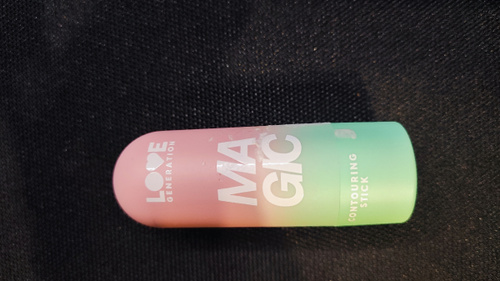 LOVE
GENERATION
MA
GIC
CONTOURING
STICK